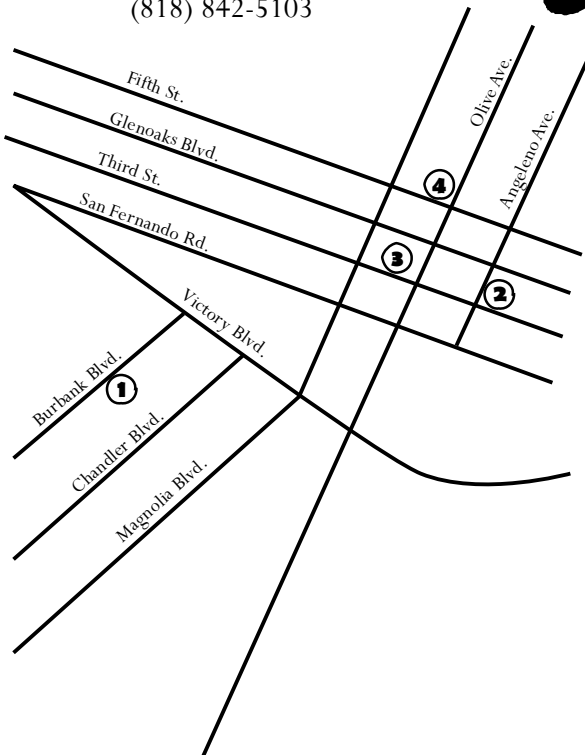 (818) 842-5103
Fifth St.
Olive Ave.
Glenoaks Blvd.
Angeleno Ave.
Third St.
4
San Fernando Rd.
3
2
Victory Blvd.
Burbank Blvd.
1
Chandler Blvd.
Magnolia Blvd.